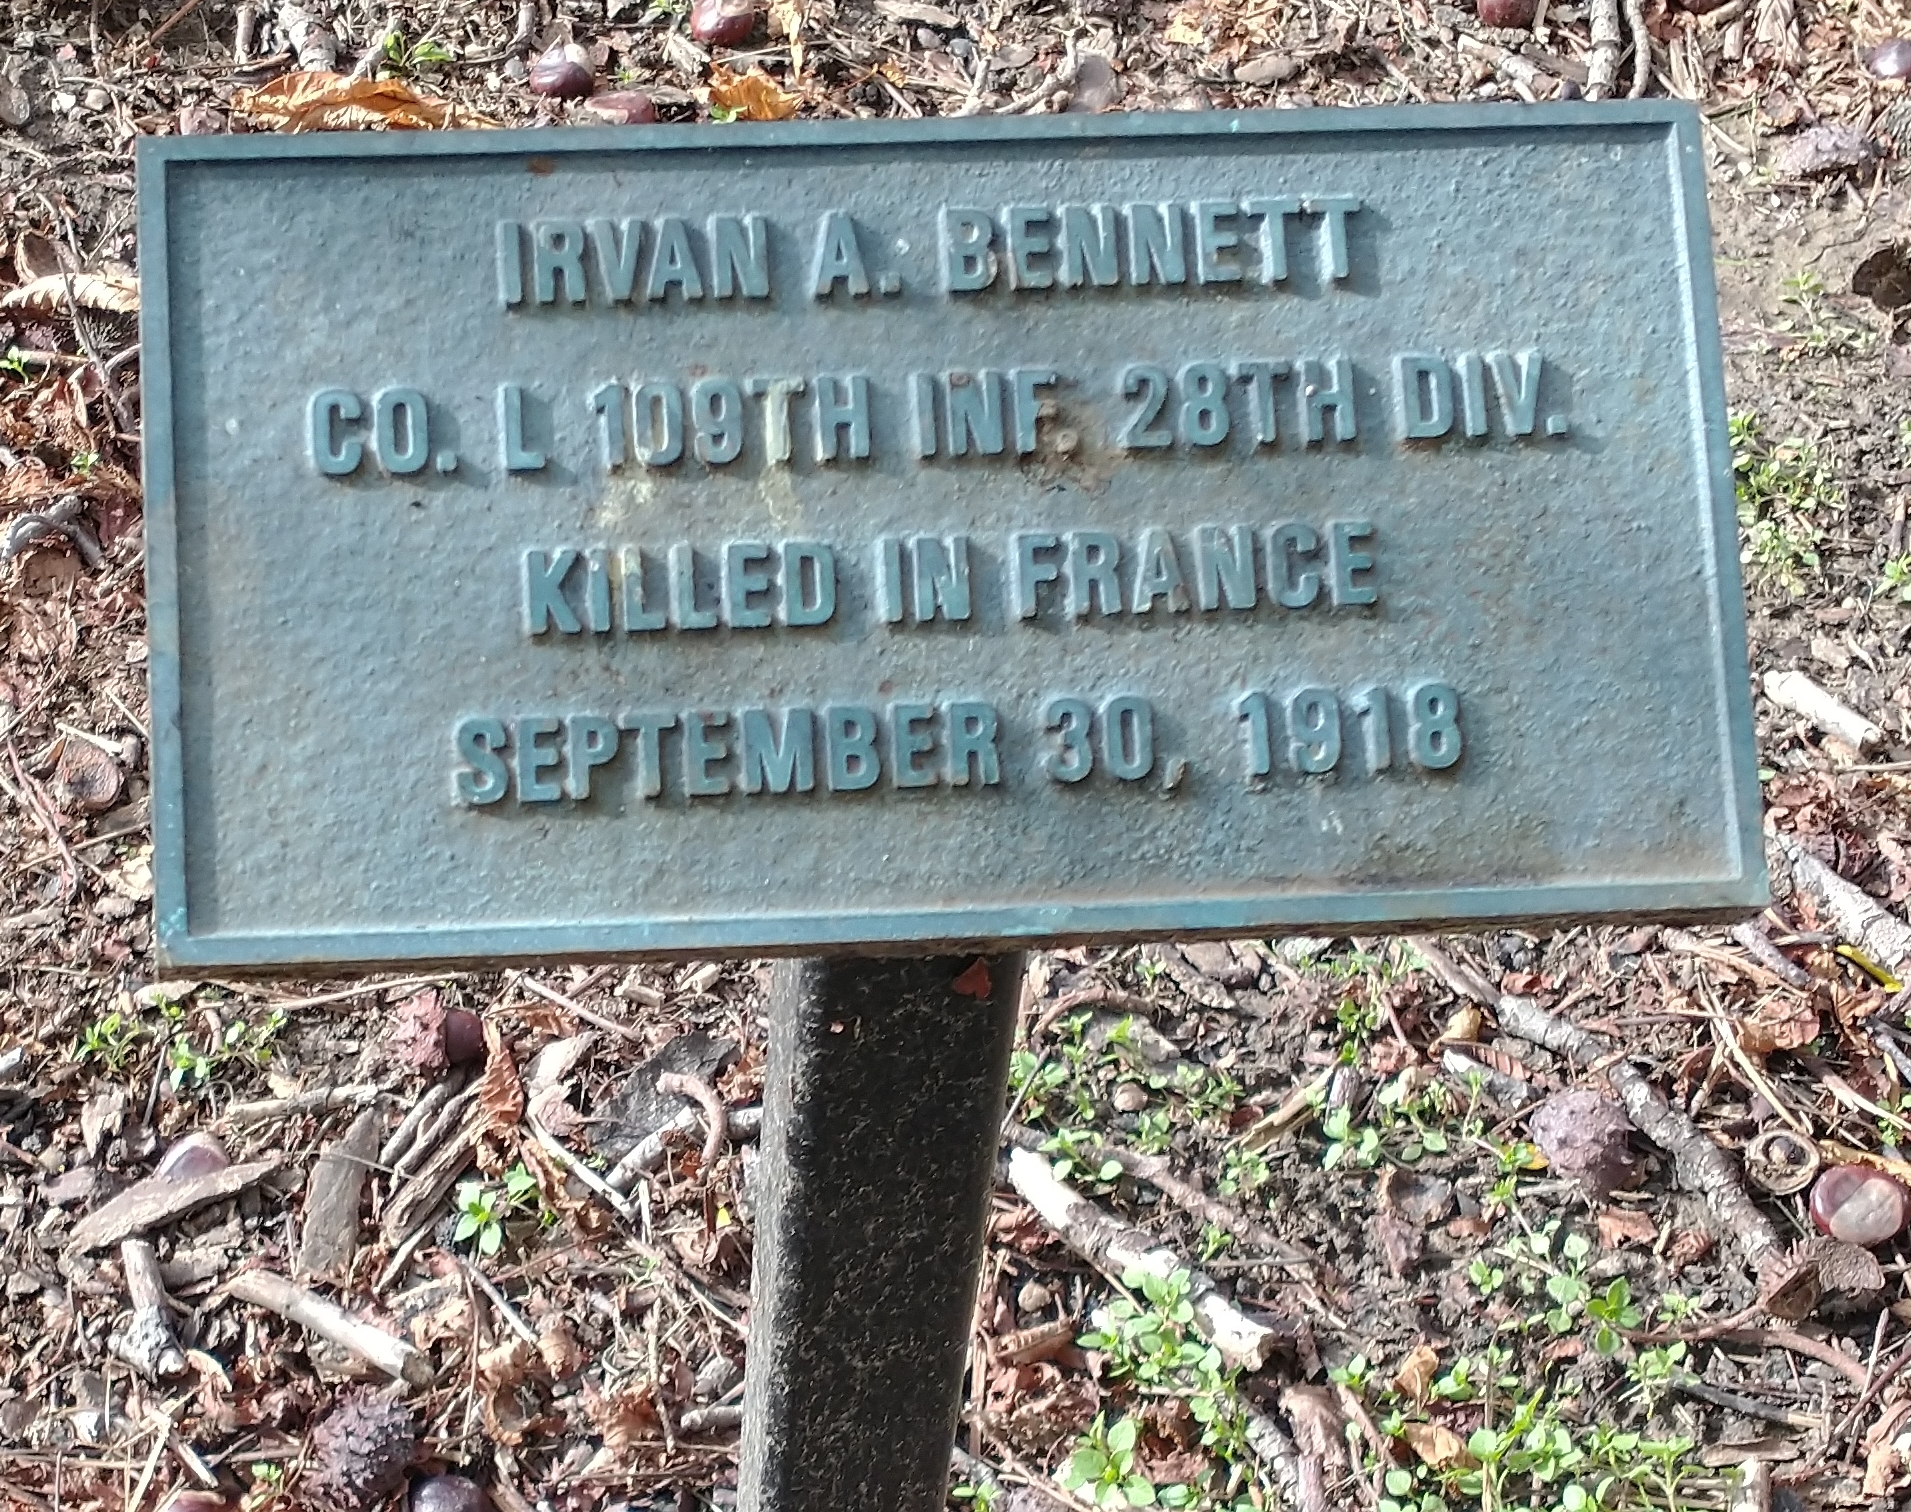 IRVAN A. BENNETT
CO. L 109TH INF. 28TH DIV.
KILLED IN FRANCE
SEPTEMBER 30, 1918